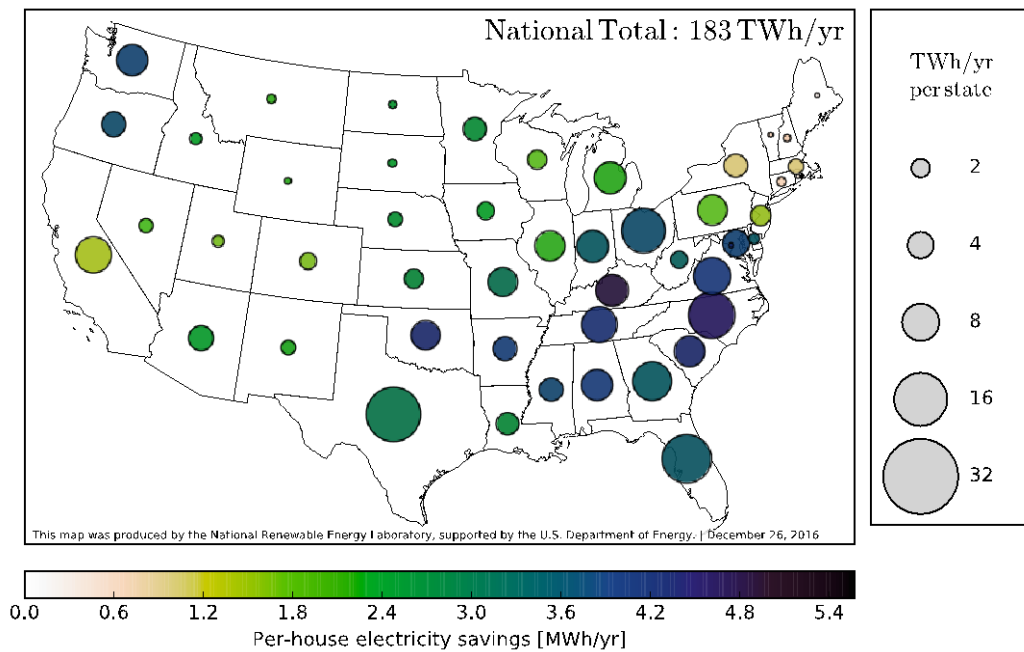 National Total: 183 TWh/yr
TWh/yr
per state
2
4
8
16
32
This map was produced by the National Renewable Energy Laboratory, supported by the U.S. Department of Energy. | December 26, 2016
0.0 0.6 1.2 1.8 2.4 3.0 3.6 4.2 4.8 5.4
Per-house electricity savings [MWh/yr]